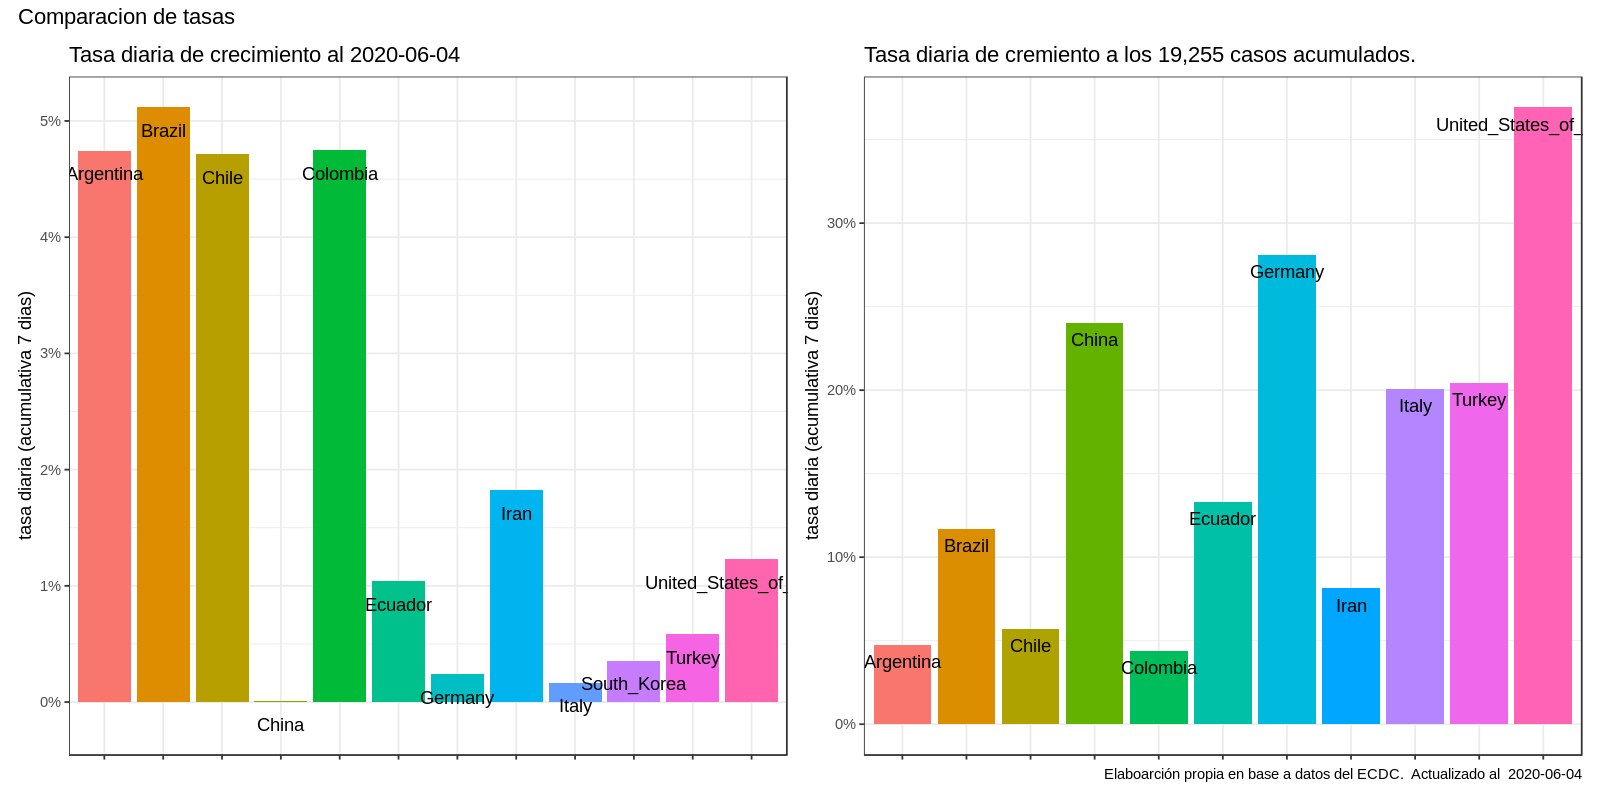 Comparacion de tasas
Tasa diaria de crecimiento al 2020-06-04
tasa diaria (acumulativa 7 dias)
5%
4%
3%
2%
1%
0%
Argentina
Brazil
Chile
China
Colombia
Ecuador
Germany
Iran
Italy
South_Korea
Turkey
United_States_of_
Tasa diaria de cremiento a los 19,255 casos acumulados.
tasa diaria (acumulativa 7 dias)
30%
20%
10%
0%
Argentina
Brazil
Chile
China
Colombia
Ecuador
Germany
Iran
Italy
Turkey
United_States_of_
Elaboarción propia en base a datos del ECDC.  Actualizado al  2020-06-04